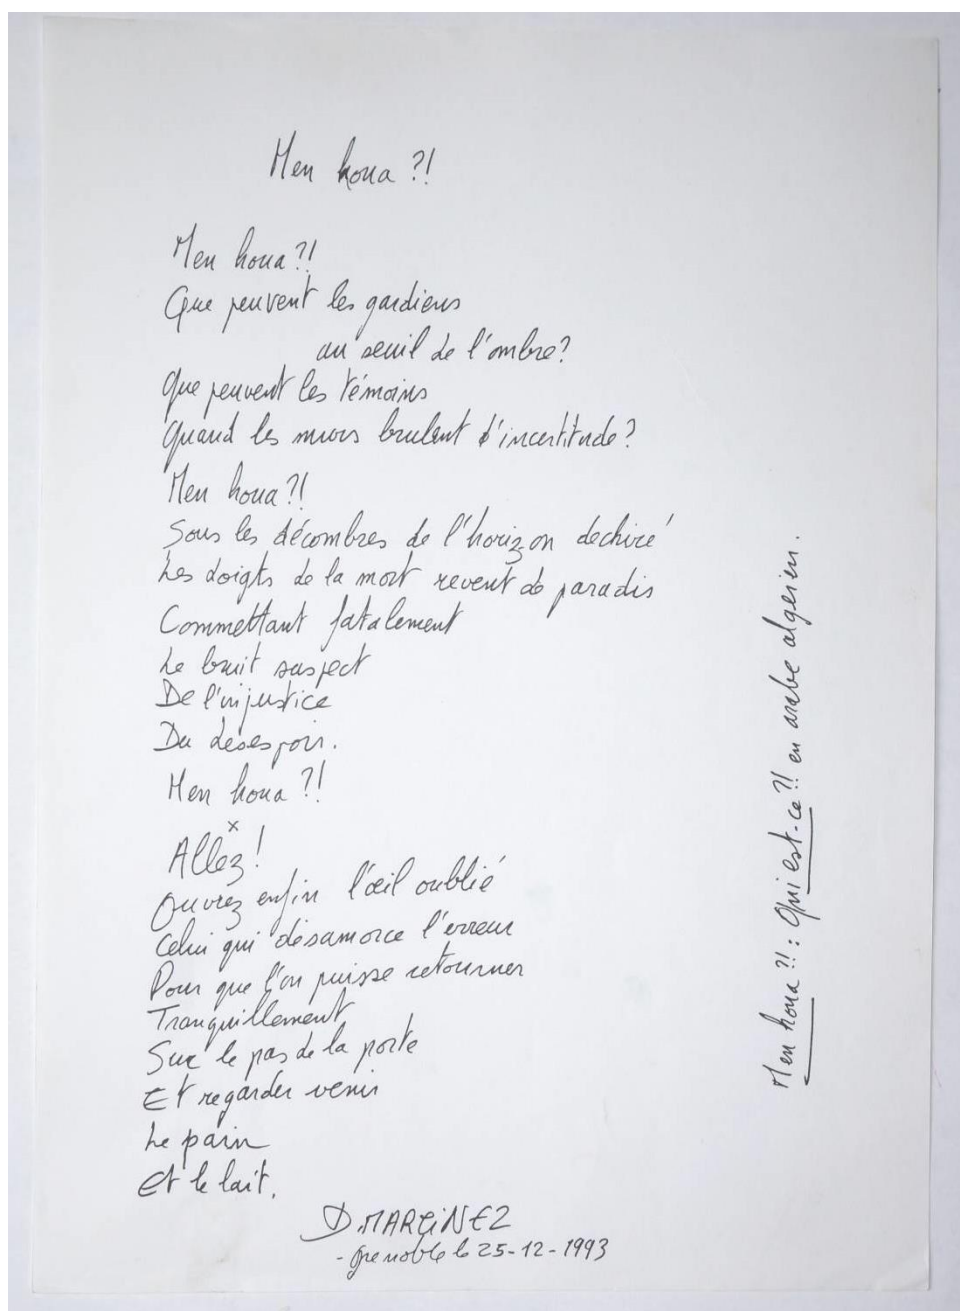 Men houa ?!
Men houa ?!
Que peuvent les gardiens
au seuil de l'ombre ?
Que peuvent les témoins
Quand les murs brulent d'incertitude ?
Men houa ?!
Sous les décombres de l'horizon dechiré
Les doigts de la mort revent de paradis
Commettant fatalement
Le bruit suspect
De l'injustice
Du desespoir.
Men houa ?!
Allez x !
Ouvrez enfin l'œil oublié
Celui qui désamorce l'erreur
Pour que l'on puisse retourner
Tranquillement
Sur le pas de la porte
Et regarder venir
Le pain
Et le lait.
D. MARTINEZ
- Grenoble le 25-12-1993
Men houa ?! : Qui est-ce ?! en arabe algerien.